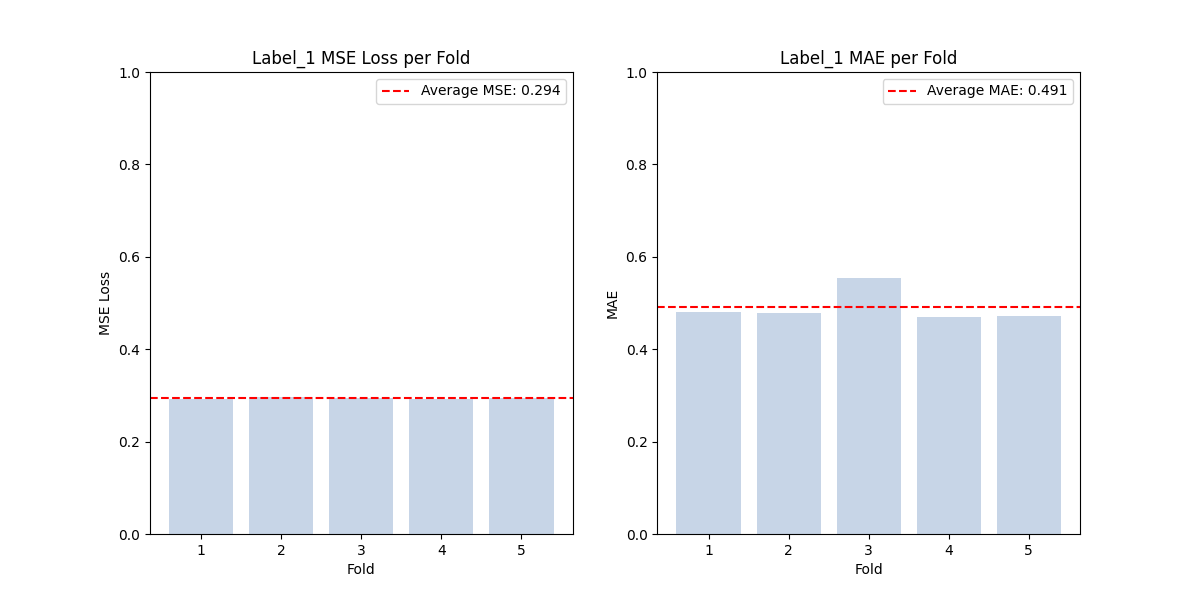 Label_1 MSE Loss per Fold
1.0
0.8
0.6
0.4
0.2
0.0
MSE Loss
Average MSE: 0.294
1 2 3 4 5
Fold
Label_1 MAE per Fold
1.0
0.8
0.6
0.4
0.2
0.0
MAE
Average MAE: 0.491
1 2 3 4 5
Fold